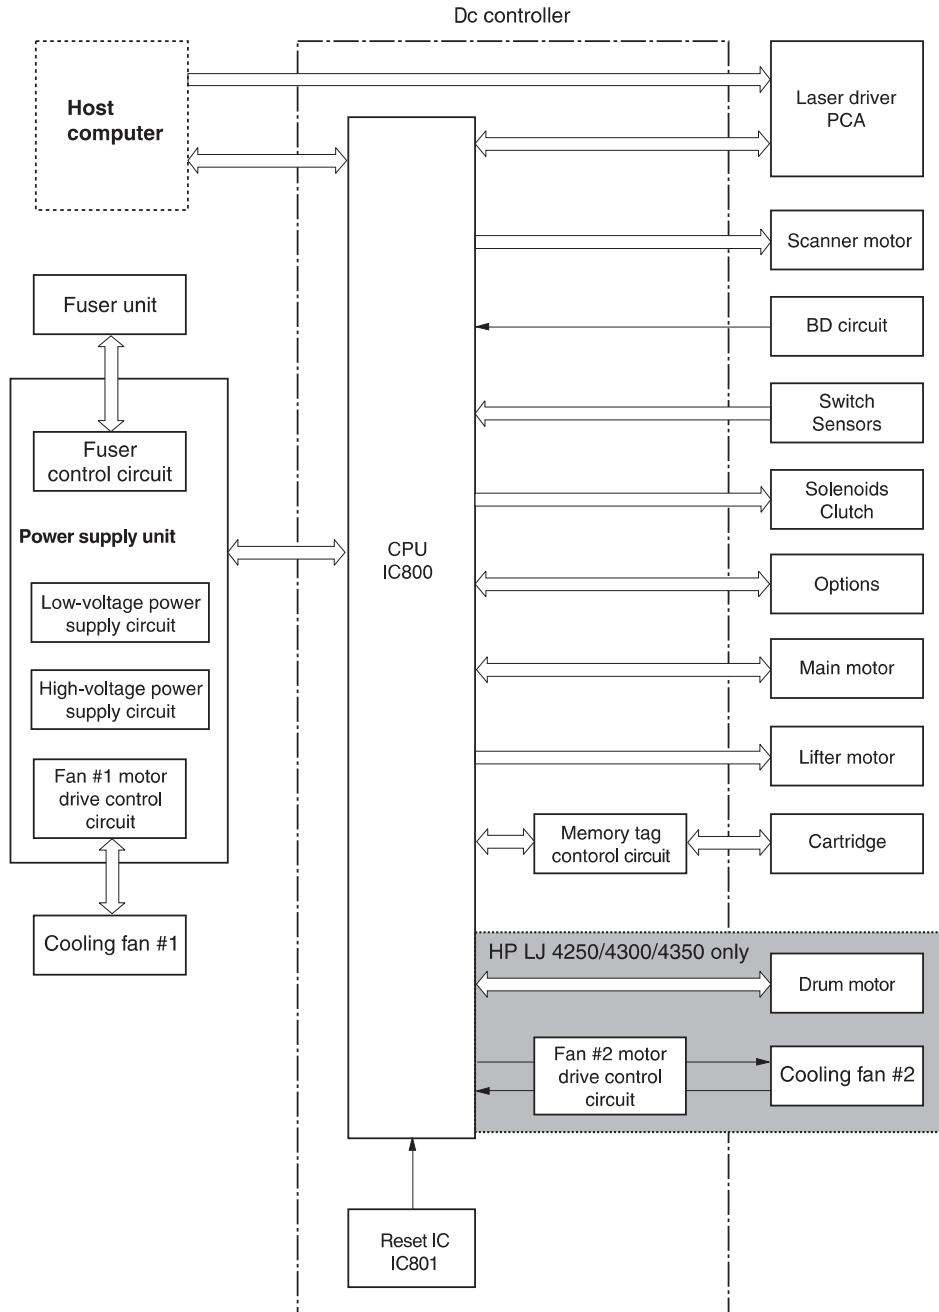 Dc controller
Host
computer
Laser driver
PCA
Scanner motor
Fuser unit
BD circuit
Switch
Sensors
Fuser
control circuit
Solenoids
Clutch
Power supply unit
CPU
IC800
Options
Low-voltage power
supply circuit
Main motor
High-voltage power
supply circuit
Lifter motor
Fan #1 motor
drive control
circuit
Memory tag
contorol circuit
Cartridge
Cooling fan #1
HP LJ 4250/4300/4350 only
Drum motor
Fan #2 motor
drive control
circuit
Cooling fan #2
Reset IC
IC801